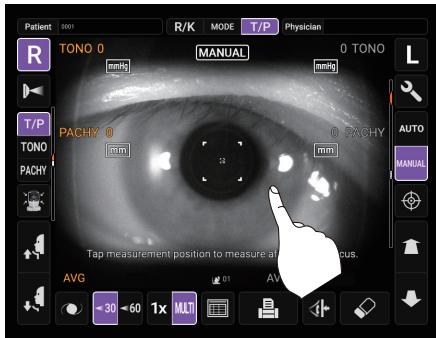 Patient 0001 R/K MODE T/P Physician
R TONO 0 MANUAL 0 TONO L
mmHg mmHg
T/P PACHY 0 0 PACHY AUTO
TONO mm mm
PACHY MANUAL
Tap measurement position to measure af cus.
AVG 01 AV
30 60 1x MULTI